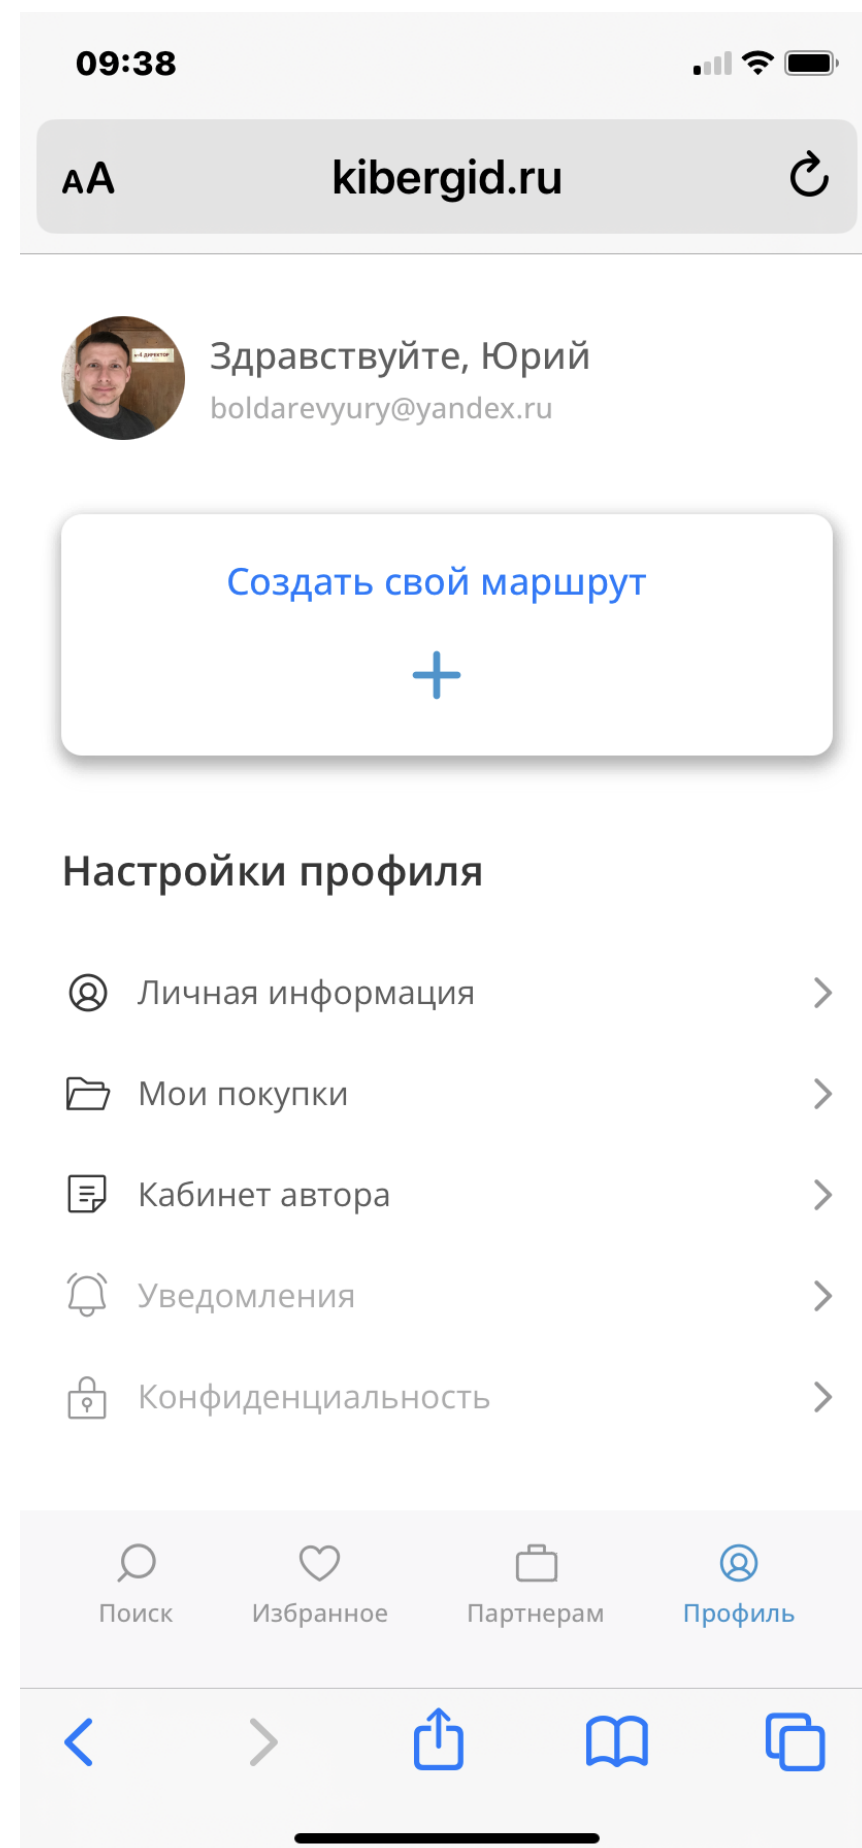 09:38
AA kibergid.ru
Здравствуйте, Юрий
boldarevyury@yandex.ru
Создать свой маршрут
Настройки профиля
Личная информация
Мои покупки
Кабинет автора
Уведомления
Конфиденциальность
Поиск Избранное Партнерам Профиль